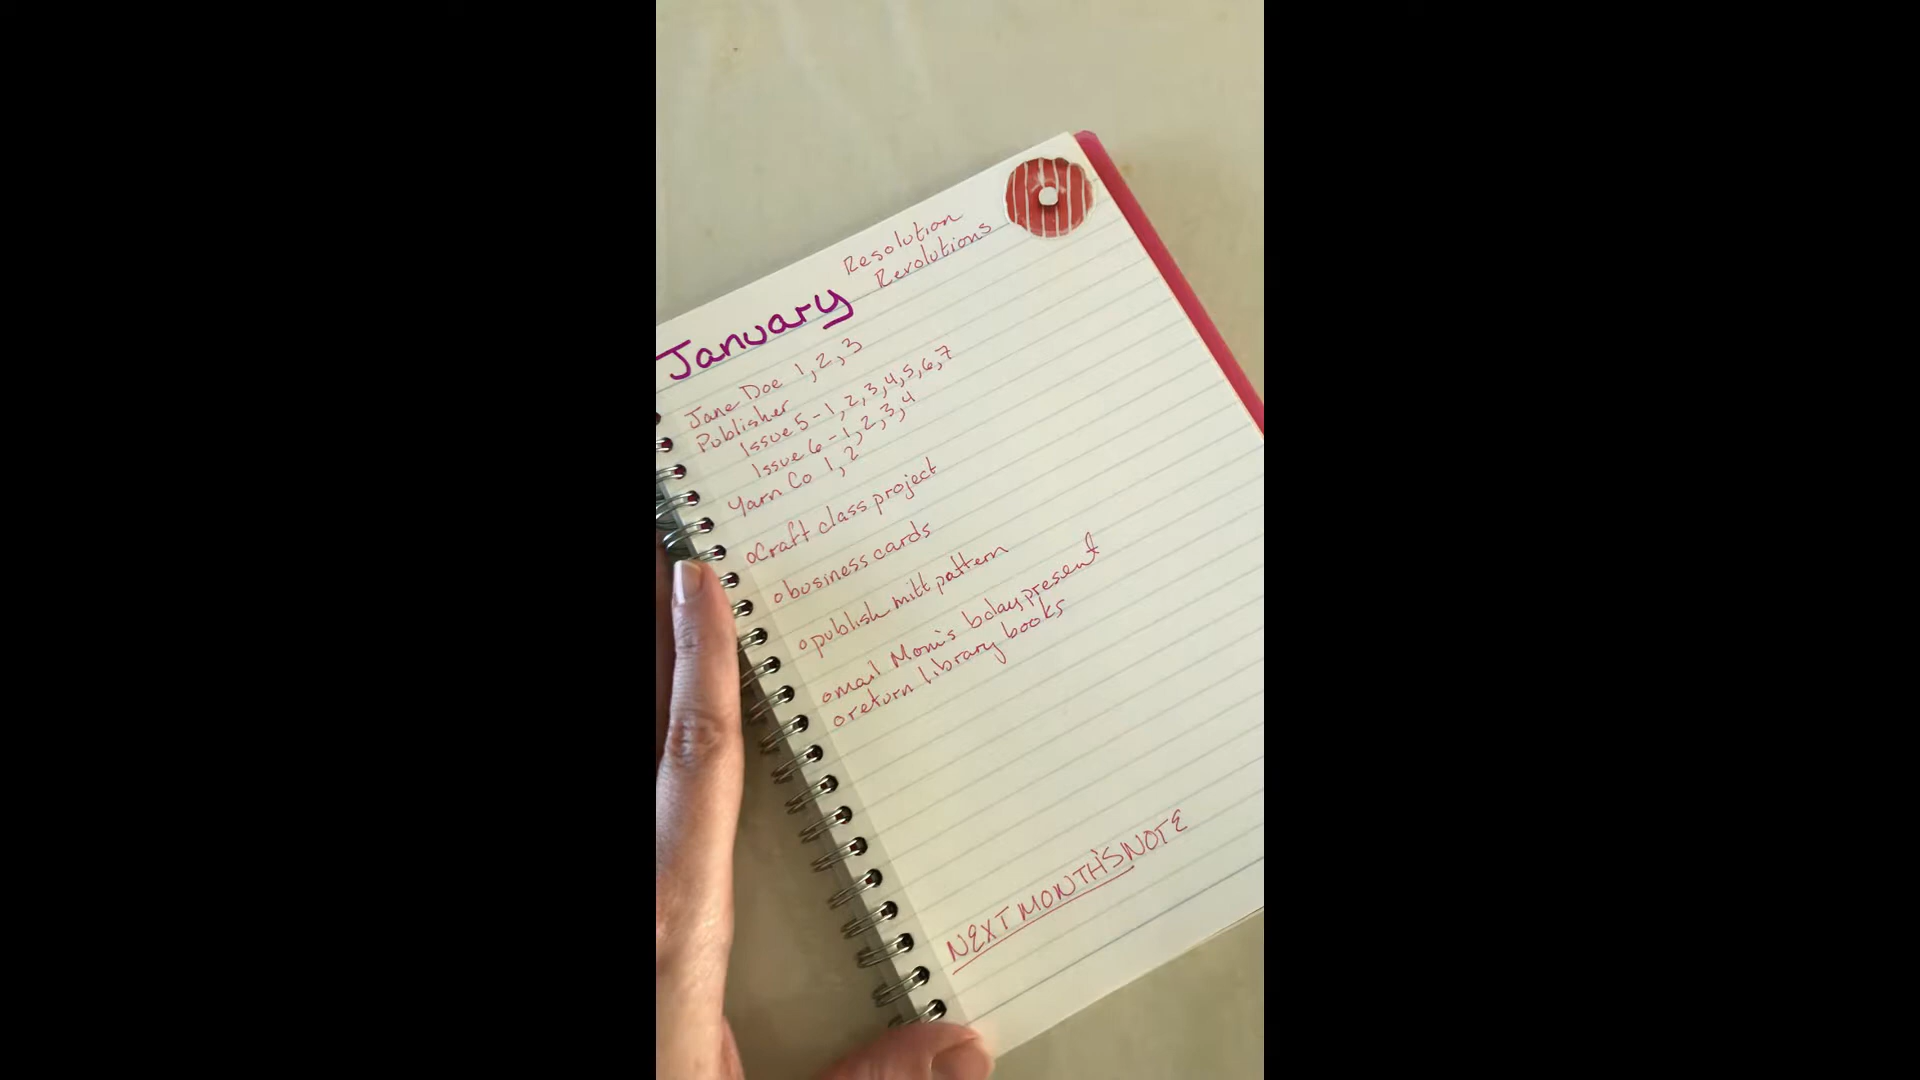 Resolution
Revolutions
January
Jane Doe 1, 2, 3
Publisher
Issue 5 - 1, 2, 3, 4, 5, 6, 7
Issue 6 - 1, 2, 3, 4
Yarn Co 1, 2
o Craft class project
o business cards
o publish mitt pattern
o mail Mom's bday present
o return library books
NEXT MONTH'S NOTE